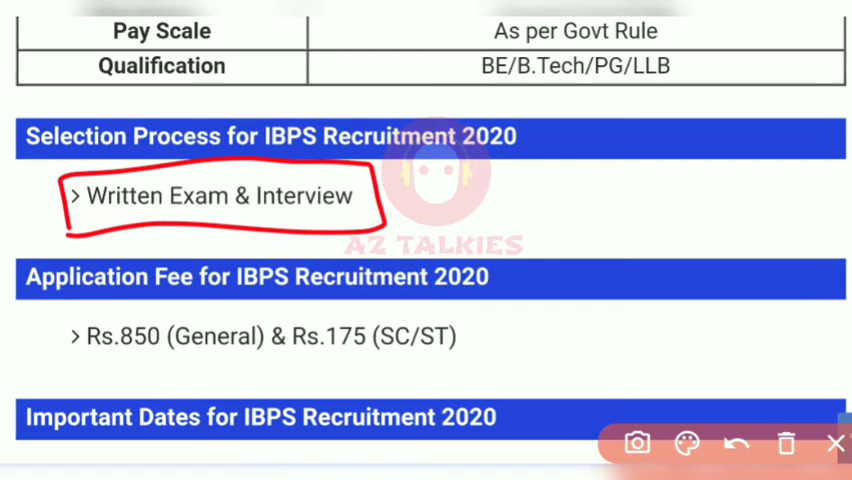 Pay Scale As per Govt Rule
Qualification BE/B.Tech/PG/LLB
Selection Process for IBPS Recruitment 2020
> Written Exam & Interview
AZ TALKIES
Application Fee for IBPS Recruitment 2020
> Rs.850 (General) & Rs.175 (SC/ST)
Important Dates for IBPS Recruitment 2020